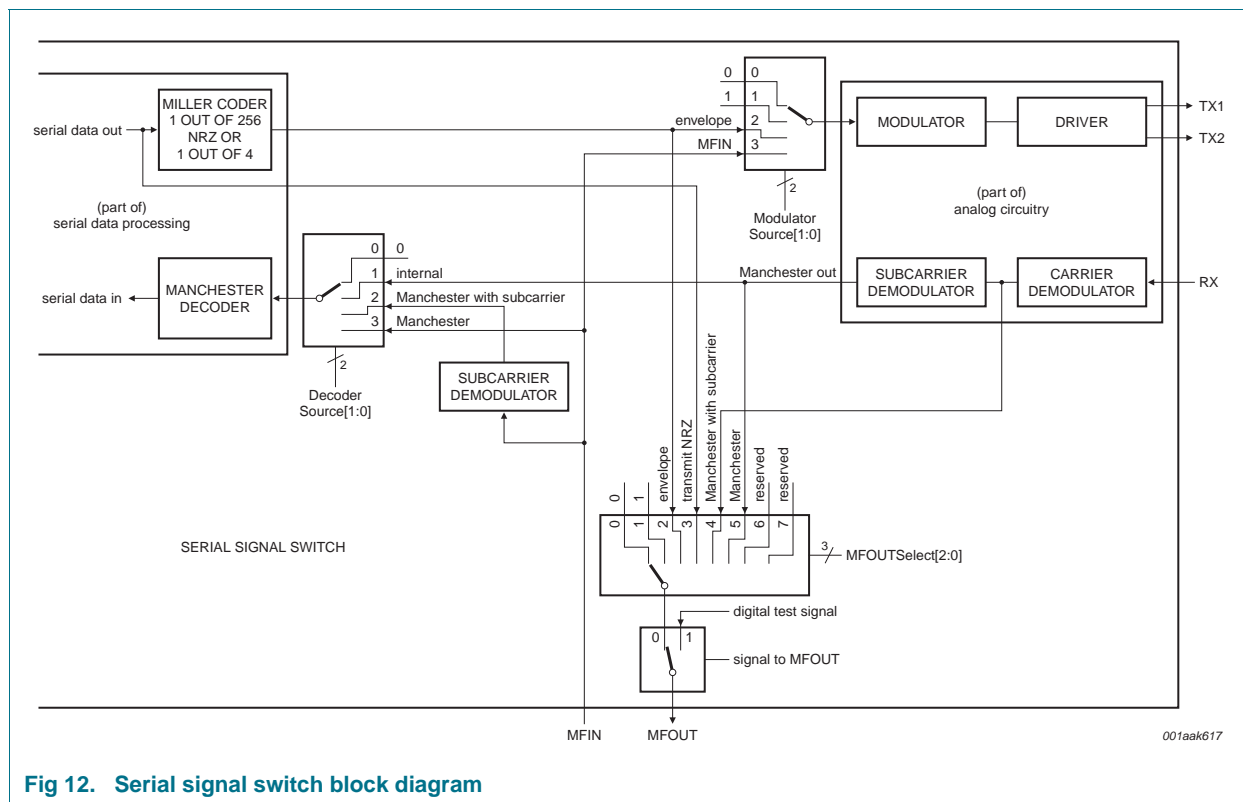 MILLER CODER
1 OUT OF 256
NRZ OR
1 OUT OF 4
serial data out
(part of)
serial data processing
serial data in
MANCHESTER
DECODER
0
1
2
3
0
internal
Manchester with subcarrier
Manchester
2
Decoder
Source[1:0]
SUBCARRIER
DEMODULATOR
0
1
envelope
MFIN
0
1
2
3
2
Modulator
Source[1:0]
MODULATOR
DRIVER
TX1
TX2
(part of)
analog circuitry
Manchester out
SUBCARRIER
DEMODULATOR
CARRIER
DEMODULATOR
RX
0
1
envelope
transmit NRZ
Manchester with subcarrier
Manchester
reserved
reserved
0
1
2
3
4
5
6
7
3
MFOUTSelect[2:0]
SERIAL SIGNAL SWITCH
digital test signal
0
1
signal to MFOUT
MFIN
MFOUT
001aak617
Fig 12. Serial signal switch block diagram